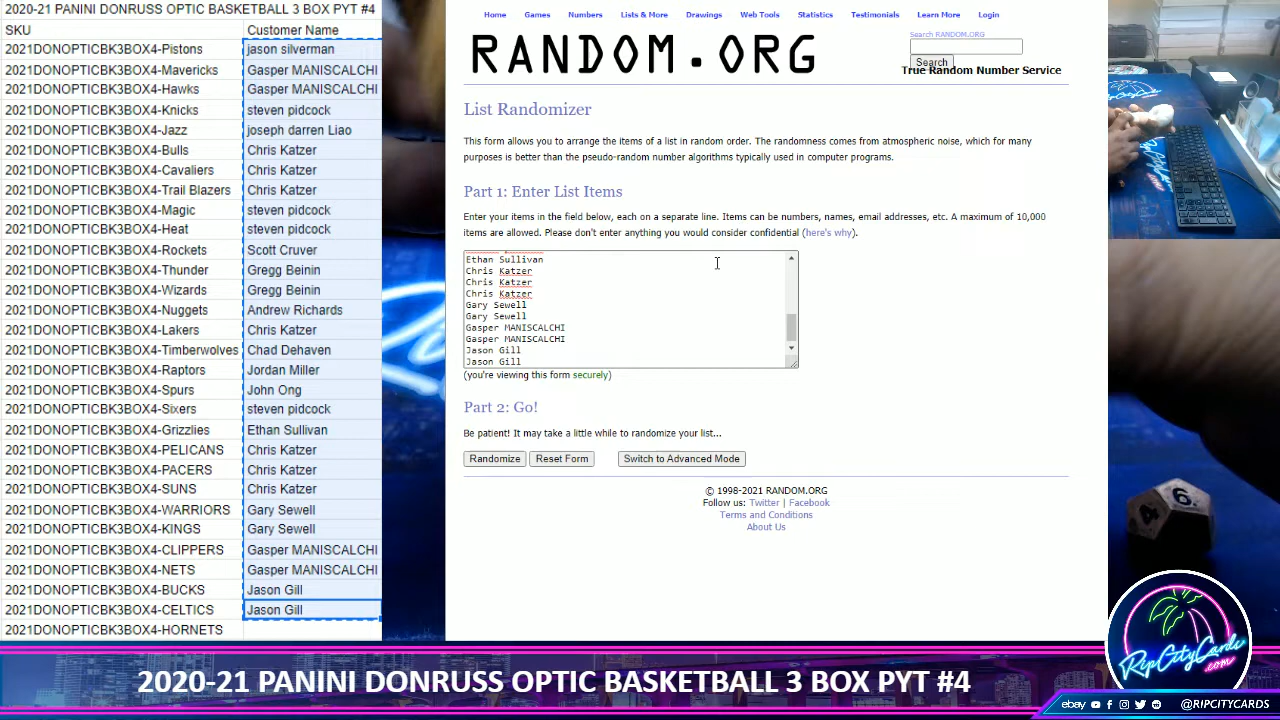 2020-21 PANINI DONRUSS OPTIC BASKETBALL 3 BOX PYT #4
SKU Customer Name
2021DONOPTICBK3BOX4-Pistons jason silverman
2021DONOPTICBK3BOX4-Mavericks Gasper MANISCALCHI
2021DONOPTICBK3BOX4-Hawks Gasper MANISCALCHI
2021DONOPTICBK3BOX4-Knicks steven pidcock
2021DONOPTICBK3BOX4-Jazz joseph darren Liao
2021DONOPTICBK3BOX4-Bulls Chris Katzer
2021DONOPTICBK3BOX4-Cavaliers Chris Katzer
2021DONOPTICBK3BOX4-Trail Blazers Chris Katzer
2021DONOPTICBK3BOX4-Magic steven pidcock
2021DONOPTICBK3BOX4-Heat steven pidcock
2021DONOPTICBK3BOX4-Rockets Scott Cruver
2021DONOPTICBK3BOX4-Thunder Gregg Beinin
2021DONOPTICBK3BOX4-Wizards Gregg Beinin
2021DONOPTICBK3BOX4-Nuggets Andrew Richards
2021DONOPTICBK3BOX4-Lakers Chris Katzer
2021DONOPTICBK3BOX4-Timberwolves Chad Dehaven
2021DONOPTICBK3BOX4-Raptors Jordan Miller
2021DONOPTICBK3BOX4-Spurs John Ong
2021DONOPTICBK3BOX4-Sixers steven pidcock
2021DONOPTICBK3BOX4-Grizzlies Ethan Sullivan
2021DONOPTICBK3BOX4-PELICANS Chris Katzer
2021DONOPTICBK3BOX4-PACERS Chris Katzer
2021DONOPTICBK3BOX4-SUNS Chris Katzer
2021DONOPTICBK3BOX4-WARRIORS Gary Sewell
2021DONOPTICBK3BOX4-KINGS Gary Sewell
2021DONOPTICBK3BOX4-CLIPPERS Gasper MANISCALCHI
2021DONOPTICBK3BOX4-NETS Gasper MANISCALCHI
2021DONOPTICBK3BOX4-BUCKS Jason Gill
2021DONOPTICBK3BOX4-CELTICS Jason Gill
2021DONOPTICBK3BOX4-HORNETS
Home Games Numbers Lists & More Drawings Web Tools Statistics Testimonials Learn More Login
RANDOM.ORG
Search RANDOM.ORG
Search
True Random Number Service
List Randomizer
This form allows you to arrange the items of a list in random order. The randomness comes from atmospheric noise, which for many
purposes is better than the pseudo-random number algorithms typically used in computer programs.
Part 1: Enter List Items
Enter your items in the field below, each on a separate line. Items can be numbers, names, email addresses, etc. A maximum of 10,000
items are allowed. Please don't enter anything you would consider confidential (here's why).
Ethan Sullivan
Chris Katzer
Chris Katzer
Chris Katzer
Gary Sewell
Gary Sewell
Gasper MANISCALCHI
Gasper MANISCALCHI
Jason Gill
Jason Gill
(you're viewing this form securely)
Part 2: Go!
Be patient! It may take a little while to randomize your list...
Randomize Reset Form Switch to Advanced Mode
© 1998-2021 RANDOM.ORG
Follow us: Twitter | Facebook
Terms and Conditions
About Us
4 6
RipCityCards
.com
2020-21 PANINI DONRUSS OPTIC BASKETBALL 3 BOX PYT #4
ebay @RIPCITYCARDS